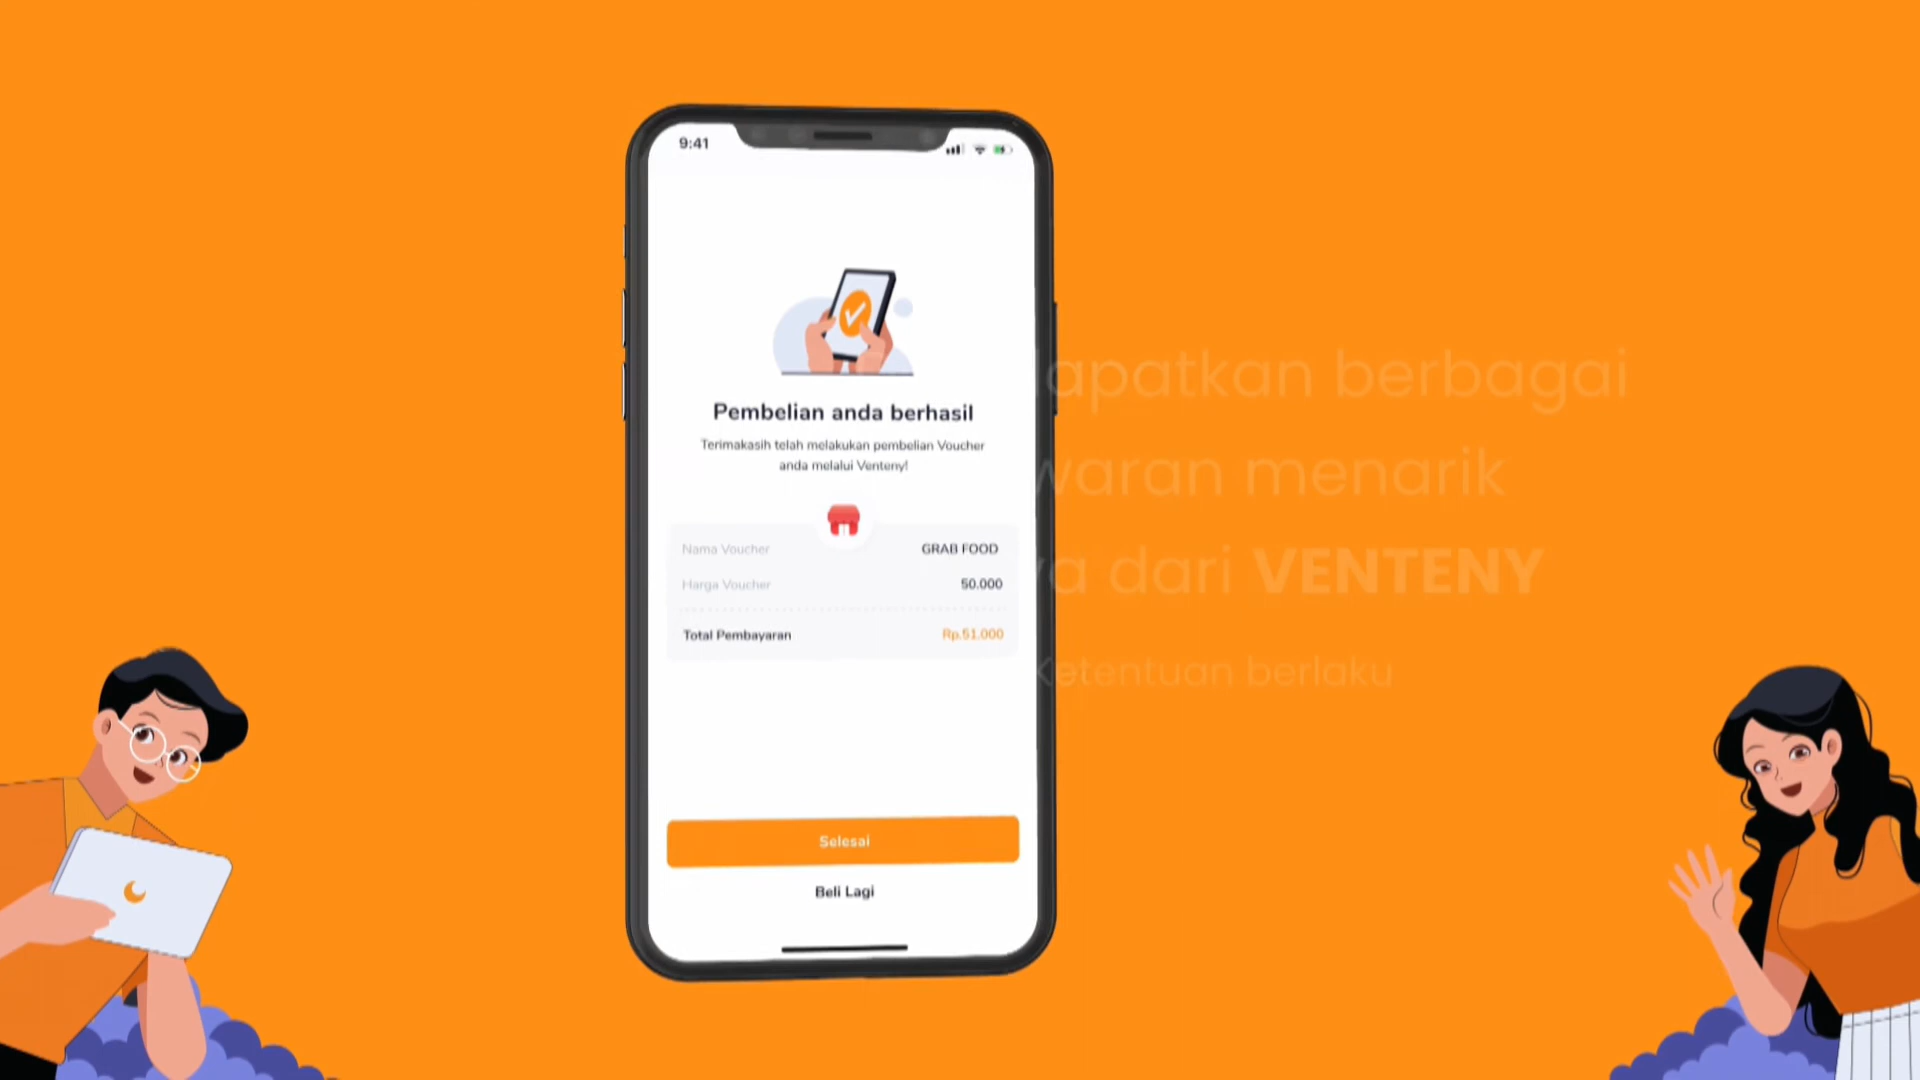 9:41
Pembelian anda berhasil
Terimakasih telah melakukan pembelian Voucher
anda melalui Venteny!
Nama Voucher GRAB FOOD
Harga Voucher 50.000
Total Pembayaran Rp.51.000
Selesai
Beli Lagi
apatkan berbagai
waran menarik
ya dari VENTENY
Ketentuan berlaku